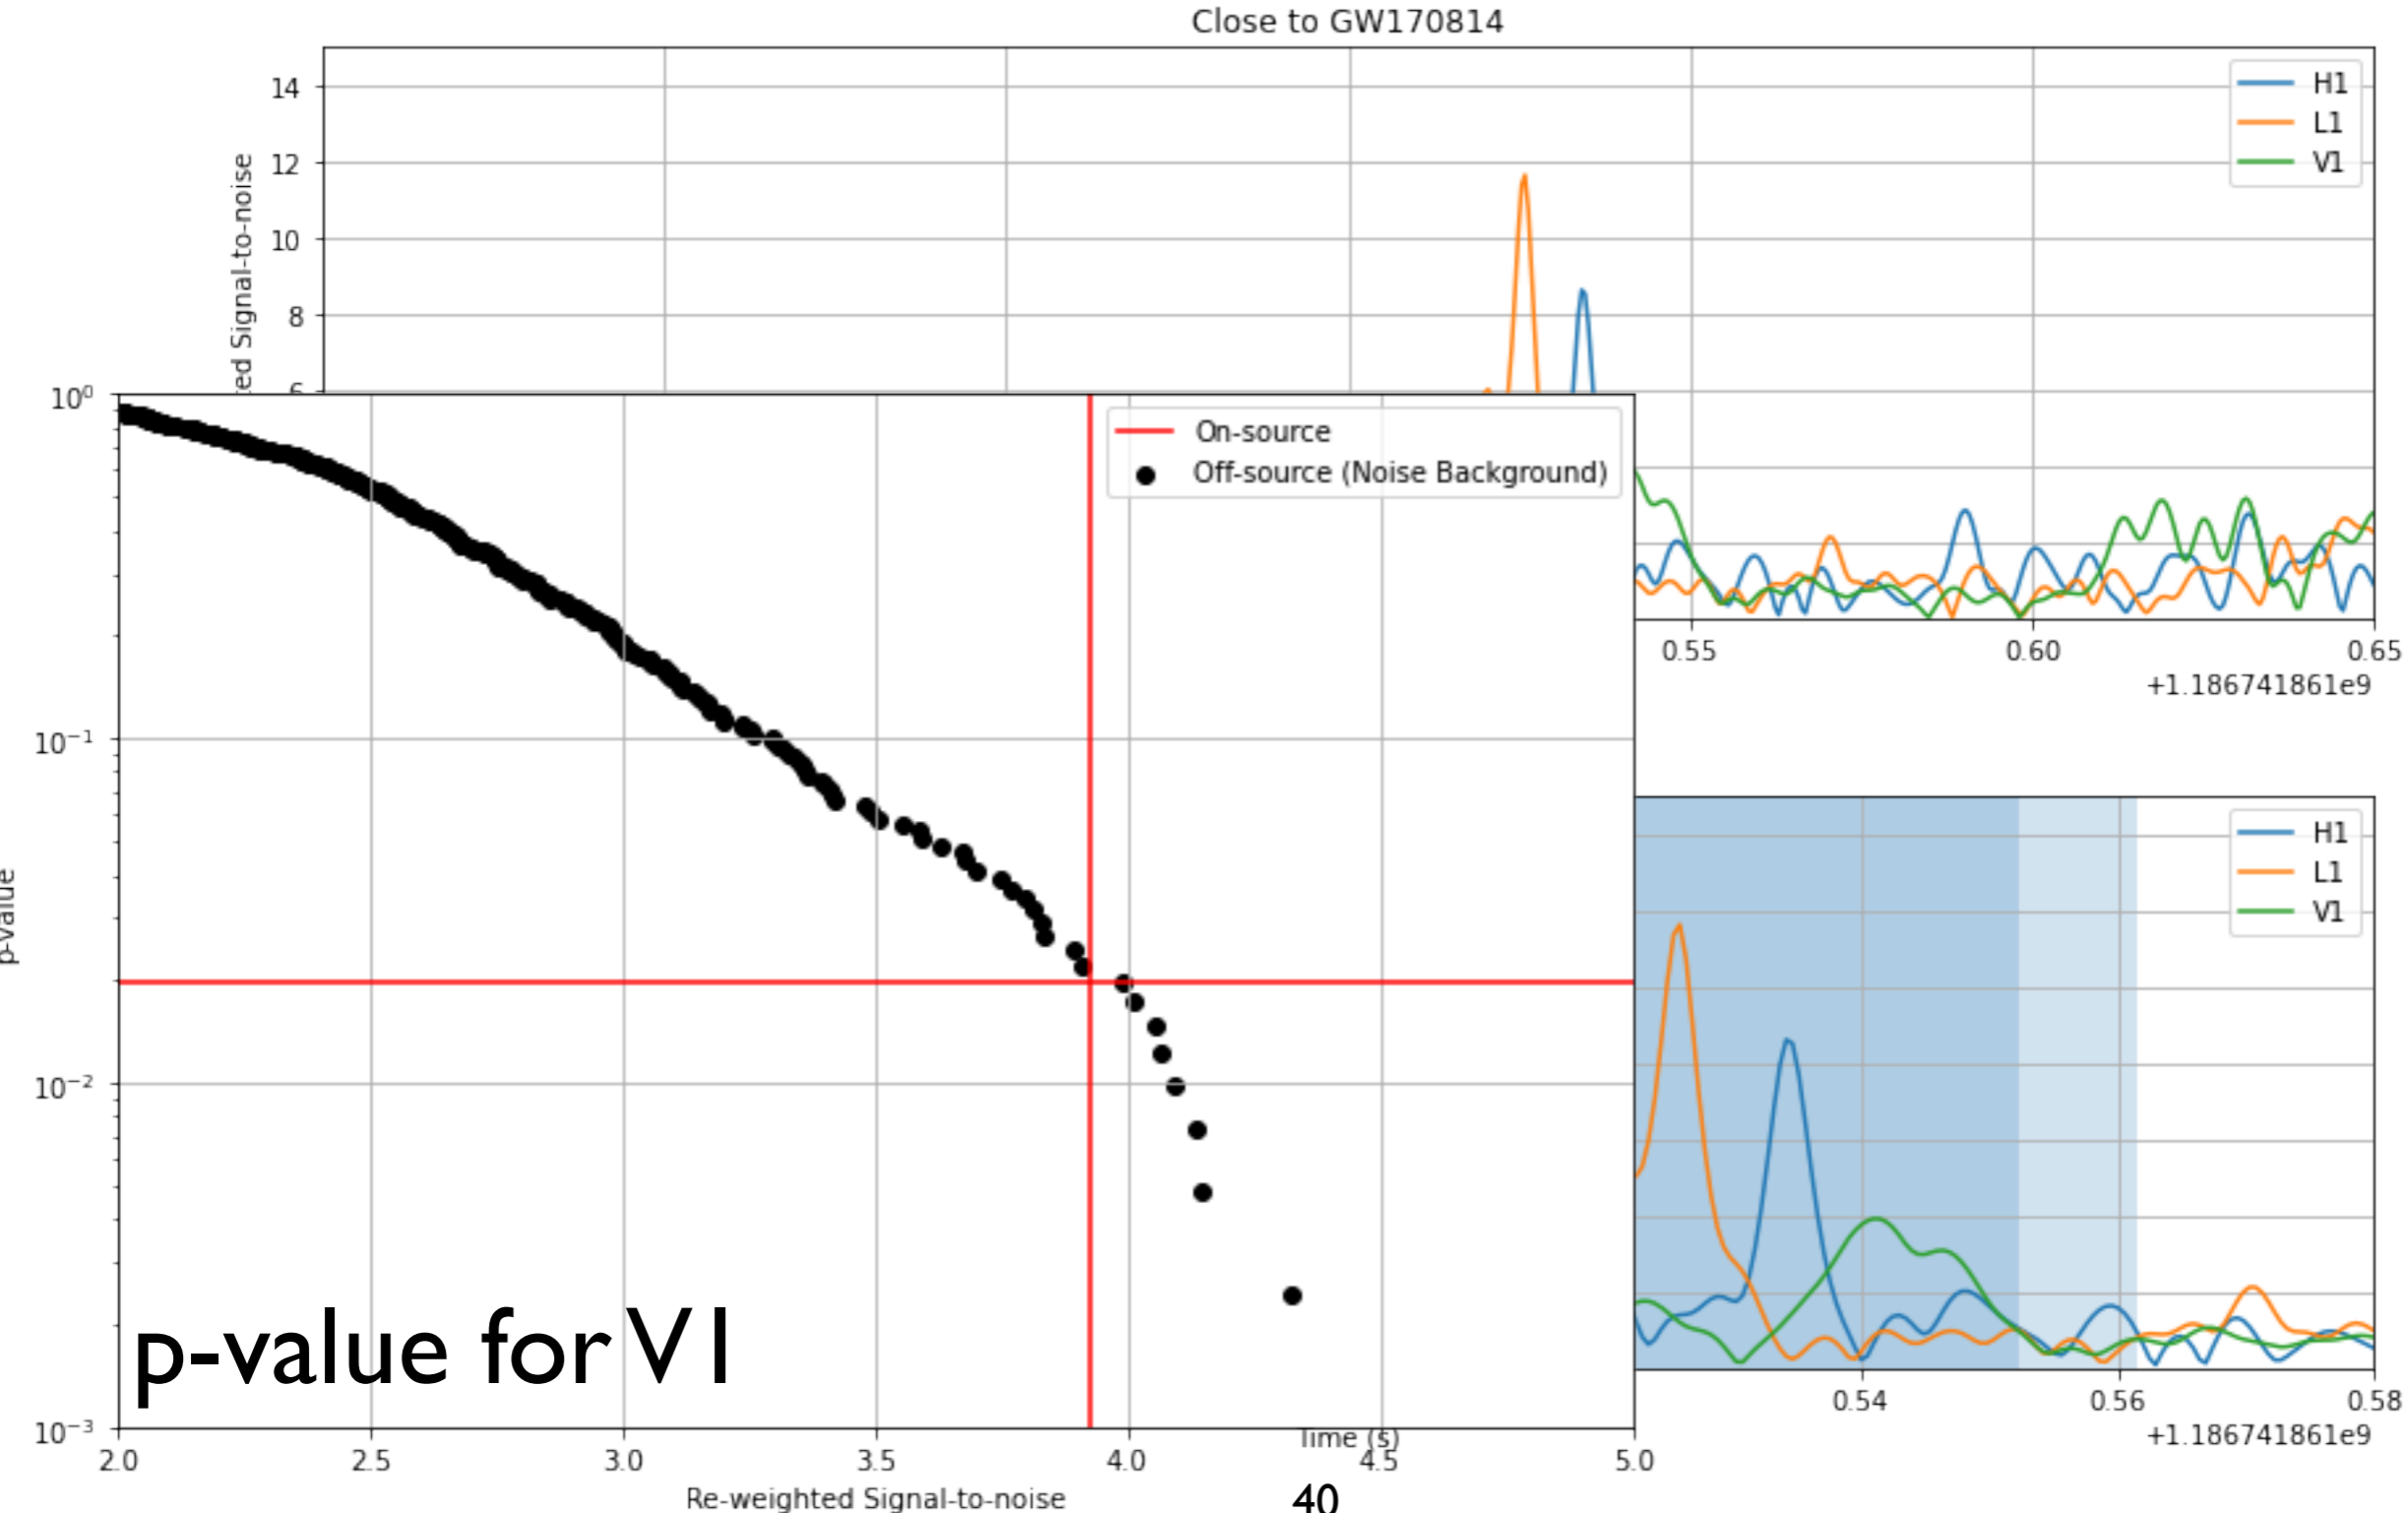 Close to GW170814
14
12
10
8
6
ted Signal-to-noise
H1
L1
V1
0.55
0.60
0.65
+1.186741861e9
10⁰
10⁻¹
10⁻²
10⁻³
p-value
On-source
Off-source (Noise Background)
p-value for V1
2.0
2.5
3.0
3.5
4.0
4.5
5.0
Re-weighted Signal-to-noise
Time (s)
H1
L1
V1
0.54
0.56
0.58
+1.186741861e9
40